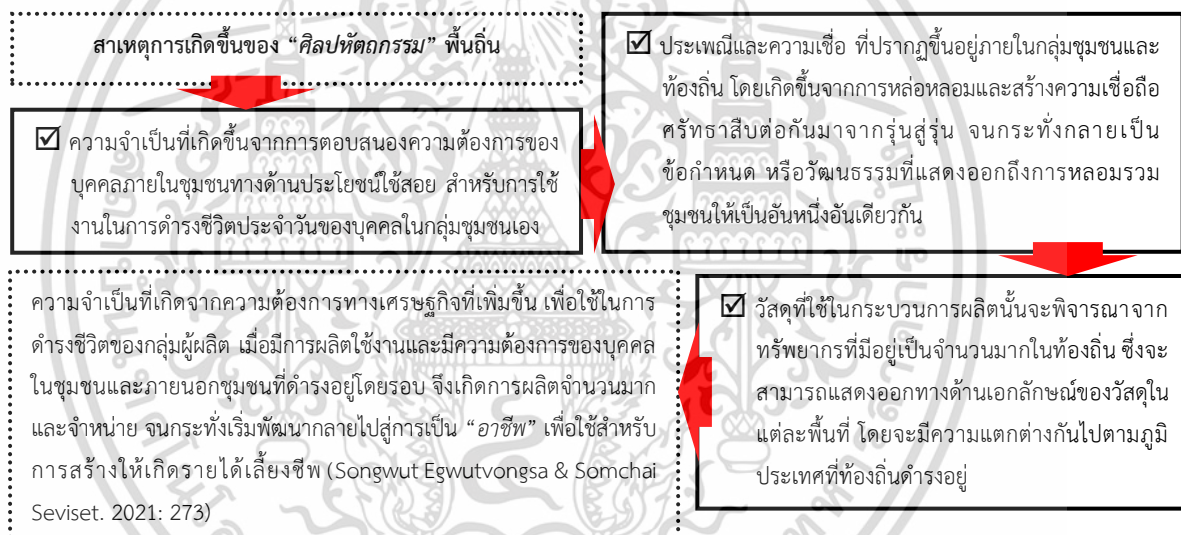 สาเหตุการเกิดขึ้นของ “ศิลปหัตถกรรม” พื้นถิ่น
☑ ความจำเป็นที่เกิดขึ้นจากการตอบสนองความต้องการของ
บุคคลภายในชุมชนทางด้านประโยชน์ใช้สอย สำหรับการใช้
งานในการดำรงชีวิตประจำวันของบุคคลในกลุ่มชุมชนเอง
☑ ประเพณีและความเชื่อ ที่ปรากฏขึ้นอยู่ภายในกลุ่มชุมชนและ
ท้องถิ่น โดยเกิดขึ้นจากการหล่อหลอมและสร้างความเชื่อถือ
ศรัทธาสืบต่อกันมาจากรุ่นสู่รุ่น จนกระทั่งกลายเป็น
ข้อกำหนด หรือวัฒนธรรมที่แสดงออกถึงการหลอมรวม
ชุมชนให้เป็นอันหนึ่งอันเดียวกัน
☑ วัสดุที่ใช้ในกระบวนการผลิตนั้นจะพิจารณาจาก
ทรัพยากรที่มีอยู่เป็นจำนวนมากในท้องถิ่น ซึ่งจะ
สามารถแสดงออกทางด้านเอกลักษณ์ของวัสดุใน
แต่ละพื้นที่ โดยจะมีความแตกต่างกันไปตามภูมิ
ประเทศที่ท้องถิ่นดำรงอยู่
ความจำเป็นที่เกิดจากความต้องการทางเศรษฐกิจที่เพิ่มขึ้น เพื่อใช้ในการ
ดำรงชีวิตของกลุ่มผู้ผลิต เมื่อมีการผลิตใช้งานและมีความต้องการของบุคคล
ในชุมชนและภายนอกชุมชนที่ดำรงอยู่โดยรอบ จึงเกิดการผลิตจำนวนมาก
และจำหน่าย จนกระทั่งเริ่มพัฒนากลายไปสู่การเป็น “อาชีพ” เพื่อใช้สำหรับ
การสร้างให้เกิดรายได้เลี้ยงชีพ (Songwut Egwutvongsa & Somchai
Seviset. 2021: 273)